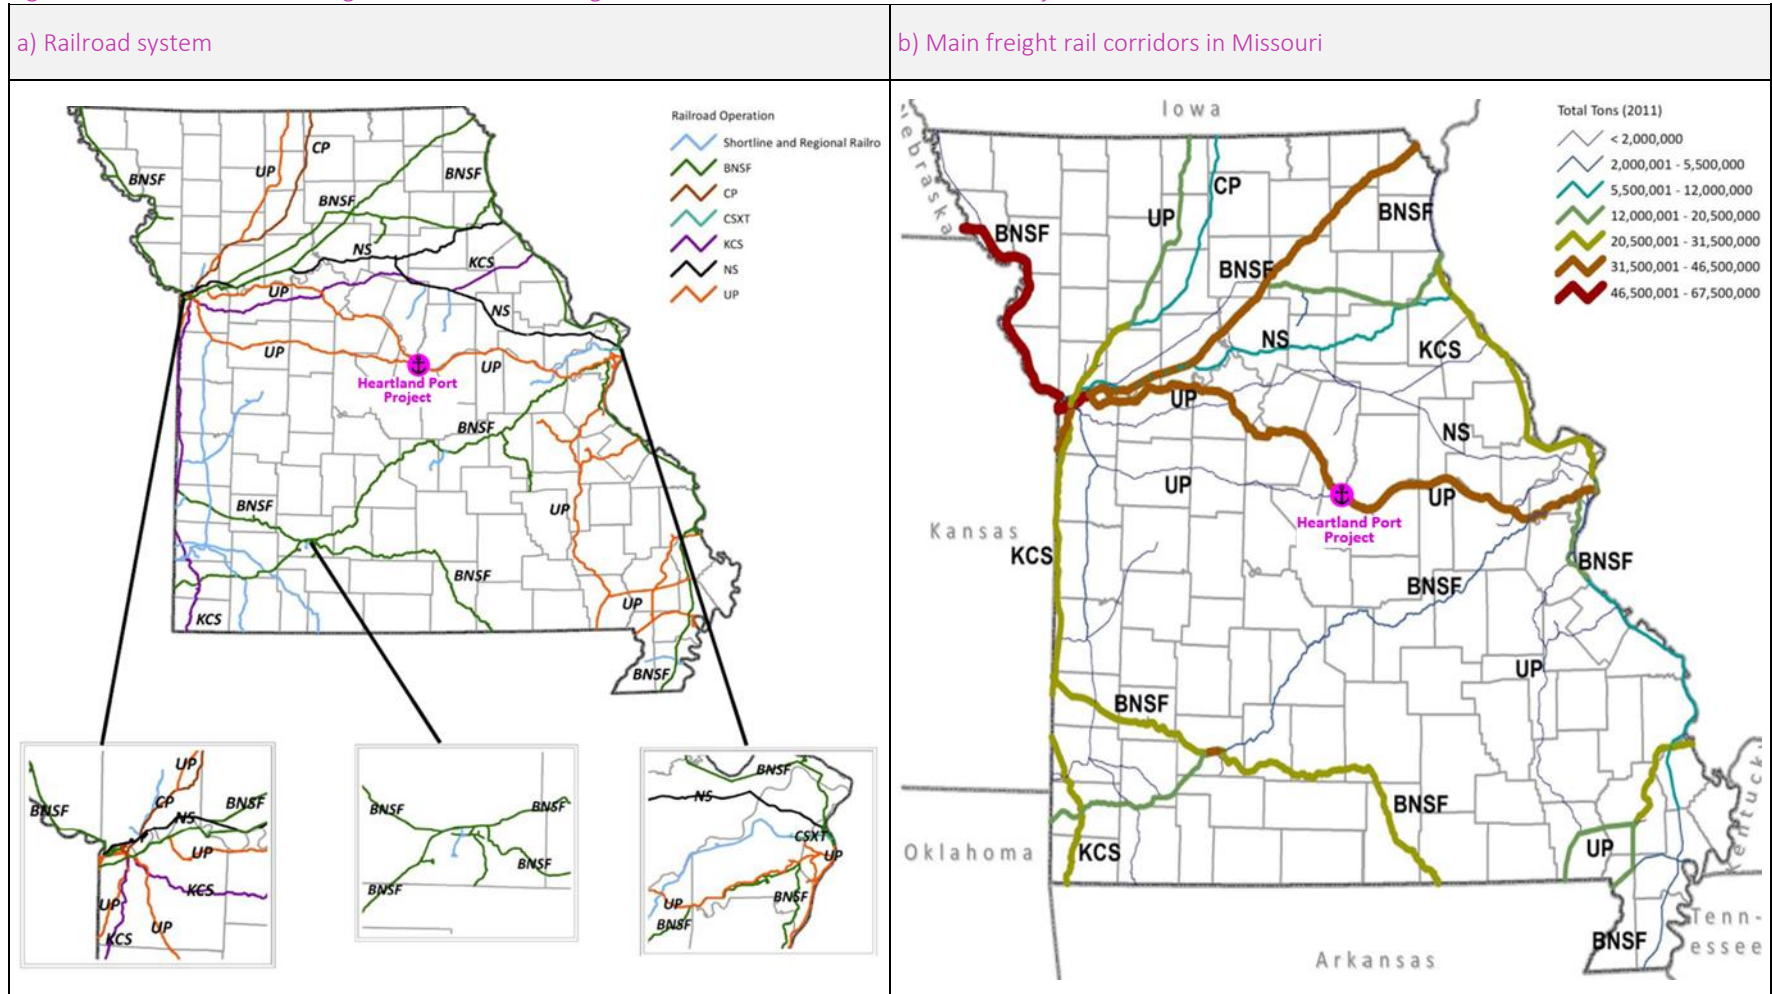 a) Railroad system
b) Main freight rail corridors in Missouri
Railroad Operation
Shortline and Regional Railro
BNSF
CP
CSXT
KCS
NS
UP
BNSF
UP
CP
BNSF
BNSF
NS
KCS
UP
NS
UP
UP
Heartland Port
Project
BNSF
BNSF
UP
BNSF
UP
KCS
BNSF
BNSF
UP
CP
NS
BNSF
UP
KCS
UP
UP
KCS
BNSF
BNSF
BNSF
BNSF
BNSF
NS
CSXT
UP
UP
BNSF
BNSF
Iowa
Total Tons (2011)
< 2,000,000
2,000,001 - 5,500,000
5,500,001 - 12,000,000
12,000,001 - 20,500,000
20,500,001 - 31,500,000
31,500,001 - 46,500,000
46,500,001 - 67,500,000
ebraska
CP
UP
BNSF
BNSF
BNSF
NS
KCS
UP
NS
UP
UP
Heartland Port
Project
Kansas
KCS
BNSF
BNSF
UP
BNSF
BNSF
KCS
UP
Oklahoma
Kentuck
Tenn-
essee
BNSF
Arkansas